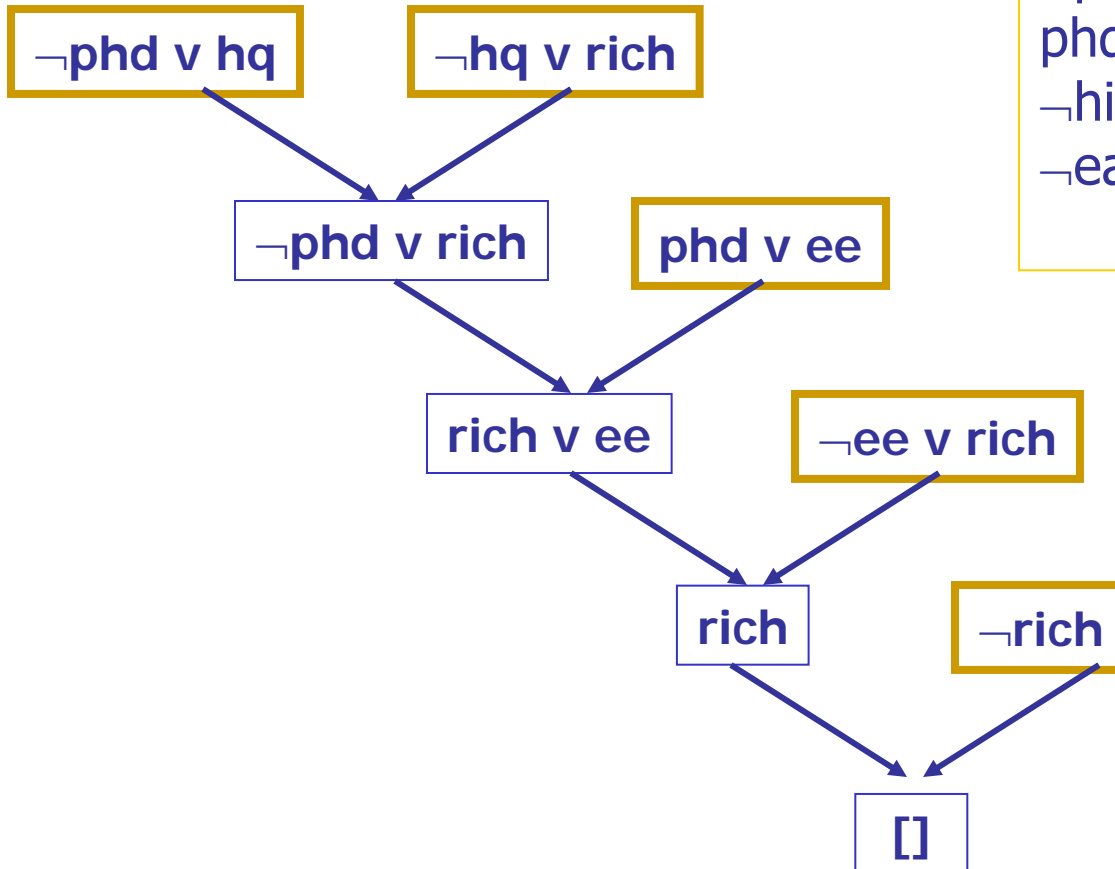 ¬phd v hq
¬hq v rich
¬phd v rich
phd v ee
rich v ee
¬ee v rich
rich
¬rich
[]